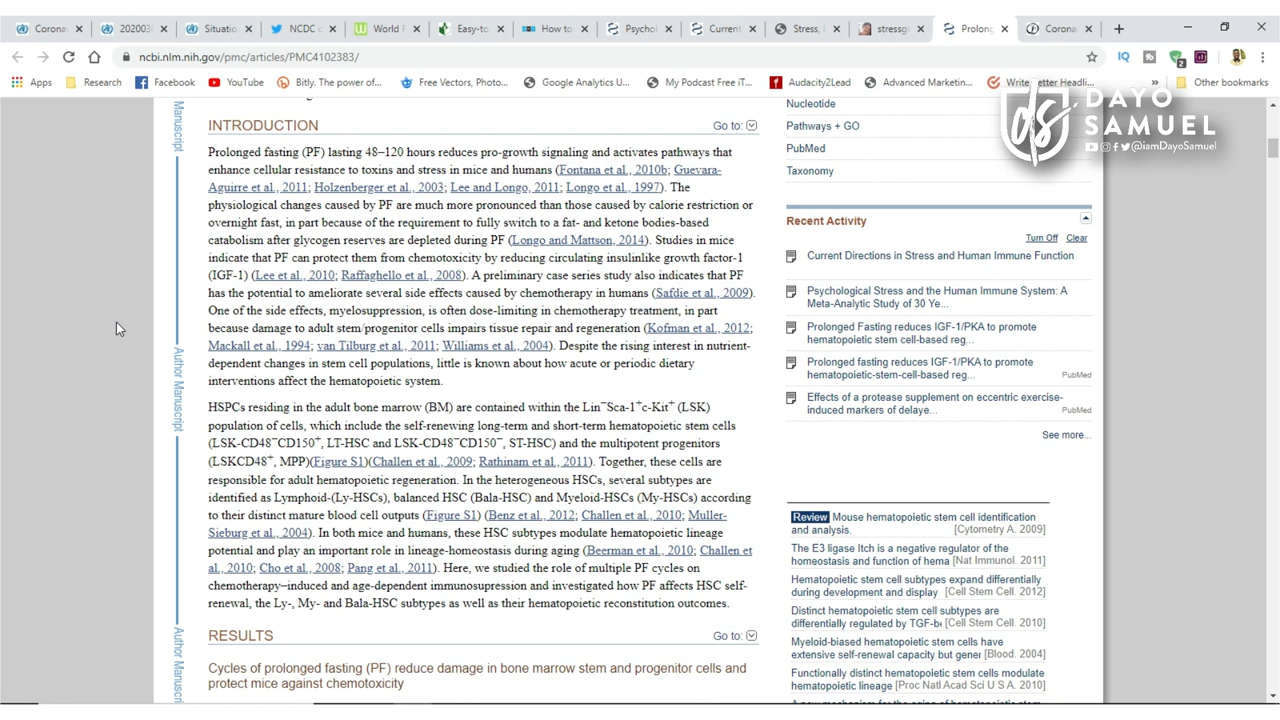 Corona
202003
Situatio
NCDC
World F
Easy-to
How to
Psychol
Current
Stress, I
stressg
Prolong
Corona
ncbi.nlm.nih.gov/pmc/articles/PMC4102383/
IQ
2
Apps
Research
Facebook
YouTube
Bitly. The power of...
Free Vectors, Photo...
Google Analytics U...
My Podcast Free iT...
Audacity2Lead
Advanced Marketin...
Other bookmarks
DAYO
SAMUEL
@iamDayoSamuel
Manuscript
Author Manuscript
Author Manuscri
INTRODUCTION
Go to:
Prolonged fasting (PF) lasting 48–120 hours reduces pro-growth signaling and activates pathways that
enhance cellular resistance to toxins and stress in mice and humans (Fontana et al., 2010b; Guevara-
Aguirre et al., 2011; Holzenberger et al., 2003; Lee and Longo, 2011; Longo et al., 1997). The
physiological changes caused by PF are much more pronounced than those caused by calorie restriction or
overnight fast, in part because of the requirement to fully switch to a fat- and ketone bodies-based
catabolism after glycogen reserves are depleted during PF (Longo and Mattson, 2014). Studies in mice
indicate that PF can protect them from chemotoxicity by reducing circulating insulinlike growth factor-1
(IGF-1) (Lee et al., 2010; Raffaghello et al., 2008). A preliminary case series study also indicates that PF
has the potential to ameliorate several side effects caused by chemotherapy in humans (Safdie et al., 2009).
One of the side effects, myelosuppression, is often dose-limiting in chemotherapy treatment, in part
because damage to adult stem/progenitor cells impairs tissue repair and regeneration (Kofman et al., 2012;
Mackall et al., 1994; van Tilburg et al., 2011; Williams et al., 2004). Despite the rising interest in nutrient-
dependent changes in stem cell populations, little is known about how acute or periodic dietary
interventions affect the hematopoietic system.
HSPCs residing in the adult bone marrow (BM) are contained within the Lin⁻Sca-1⁺c-Kit⁺ (LSK)
population of cells, which include the self-renewing long-term and short-term hematopoietic stem cells
(LSK-CD48⁻CD150⁺, LT-HSC and LSK-CD48⁻CD150⁻, ST-HSC) and the multipotent progenitors
(LSKCD48⁺, MPP)(Figure S1)(Challen et al., 2009; Rathinam et al., 2011). Together, these cells are
responsible for adult hematopoietic regeneration. In the heterogeneous HSCs, several subtypes are
identified as Lymphoid-(Ly-HSCs), balanced HSC (Bala-HSC) and Myeloid-HSCs (My-HSCs) according
to their distinct mature blood cell outputs (Figure S1) (Benz et al., 2012; Challen et al., 2010; Muller-
Sieburg et al., 2004). In both mice and humans, these HSC subtypes modulate hematopoietic lineage
potential and play an important role in lineage-homeostasis during aging (Beerman et al., 2010; Challen et
al., 2010; Cho et al., 2008; Pang et al., 2011). Here, we studied the role of multiple PF cycles on
chemotherapy–induced and age-dependent immunosupression and investigated how PF affects HSC self-
renewal, the Ly-, My- and Bala-HSC subtypes as well as their hematopoietic reconstitution outcomes.
RESULTS
Go to:
Cycles of prolonged fasting (PF) reduce damage in bone marrow stem and progenitor cells and
protect mice against chemotoxicity
Nucleotide
Pathways + GO
PubMed
Taxonomy
Recent Activity
Turn Off Clear
Current Directions in Stress and Human Immune Function
Psychological Stress and the Human Immune System: A
Meta-Analytic Study of 30 Ye...
Prolonged Fasting reduces IGF-1/PKA to promote
hematopoietic stem cell-based reg...
Prolonged fasting reduces IGF-1/PKA to promote
hematopoietic-stem-cell-based reg...
PubMed
Effects of a protease supplement on eccentric exercise-
induced markers of delaye...
PubMed
See more...
Review Mouse hematopoietic stem cell identification
and analysis. [Cytometry A. 2009]
The E3 ligase Itch is a negative regulator of the
homeostasis and function of hema [Nat Immunol. 2011]
Hematopoietic stem cell subtypes expand differentially
during development and display [Cell Stem Cell. 2012]
Distinct hematopoietic stem cell subtypes are
differentially regulated by TGF-be [Cell Stem Cell. 2010]
Myeloid-biased hematopoietic stem cells have
extensive self-renewal capacity but gener [Blood. 2004]
Functionally distinct hematopoietic stem cells modulate
hematopoietic lineage [Proc Natl Acad Sci U S A. 2010]